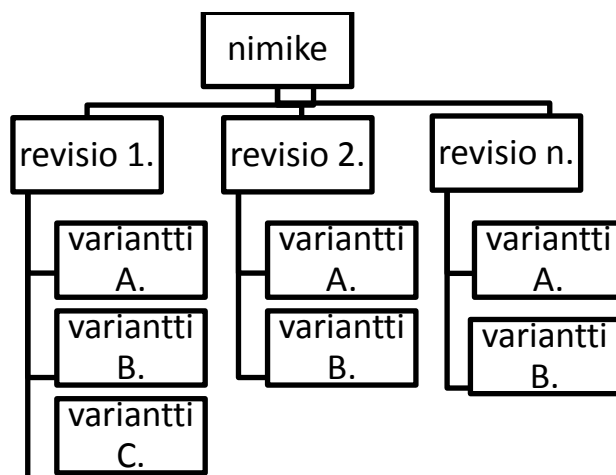 nimike
revisio 1.
revisio 2.
revisio n.
variantti
A.
variantti
A.
variantti
A.
variantti
B.
variantti
B.
variantti
B.
variantti
C.